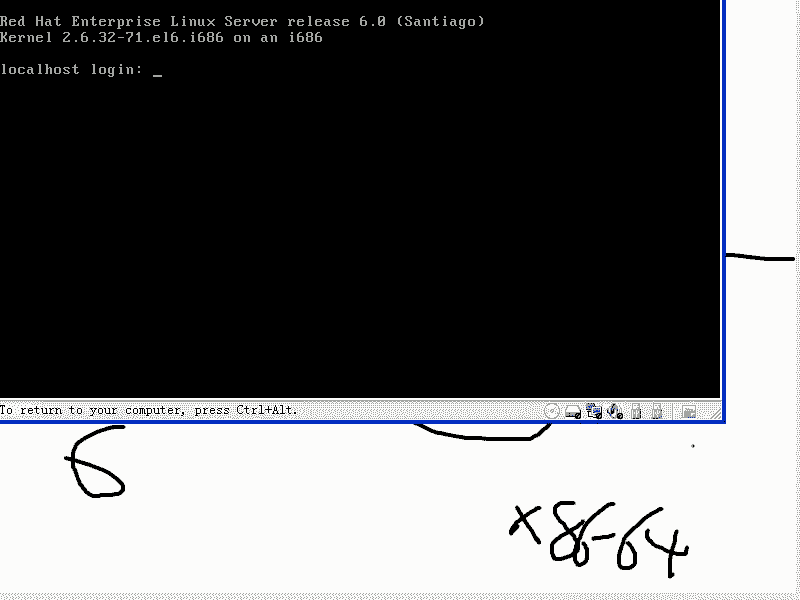 Red Hat Enterprise Linux Server release 6.0 (Santiago)
Kernel 2.6.32-71.el6.i686 on an i686
localhost login: _
To return to your computer, press Ctrl+Alt.
6
x86-64